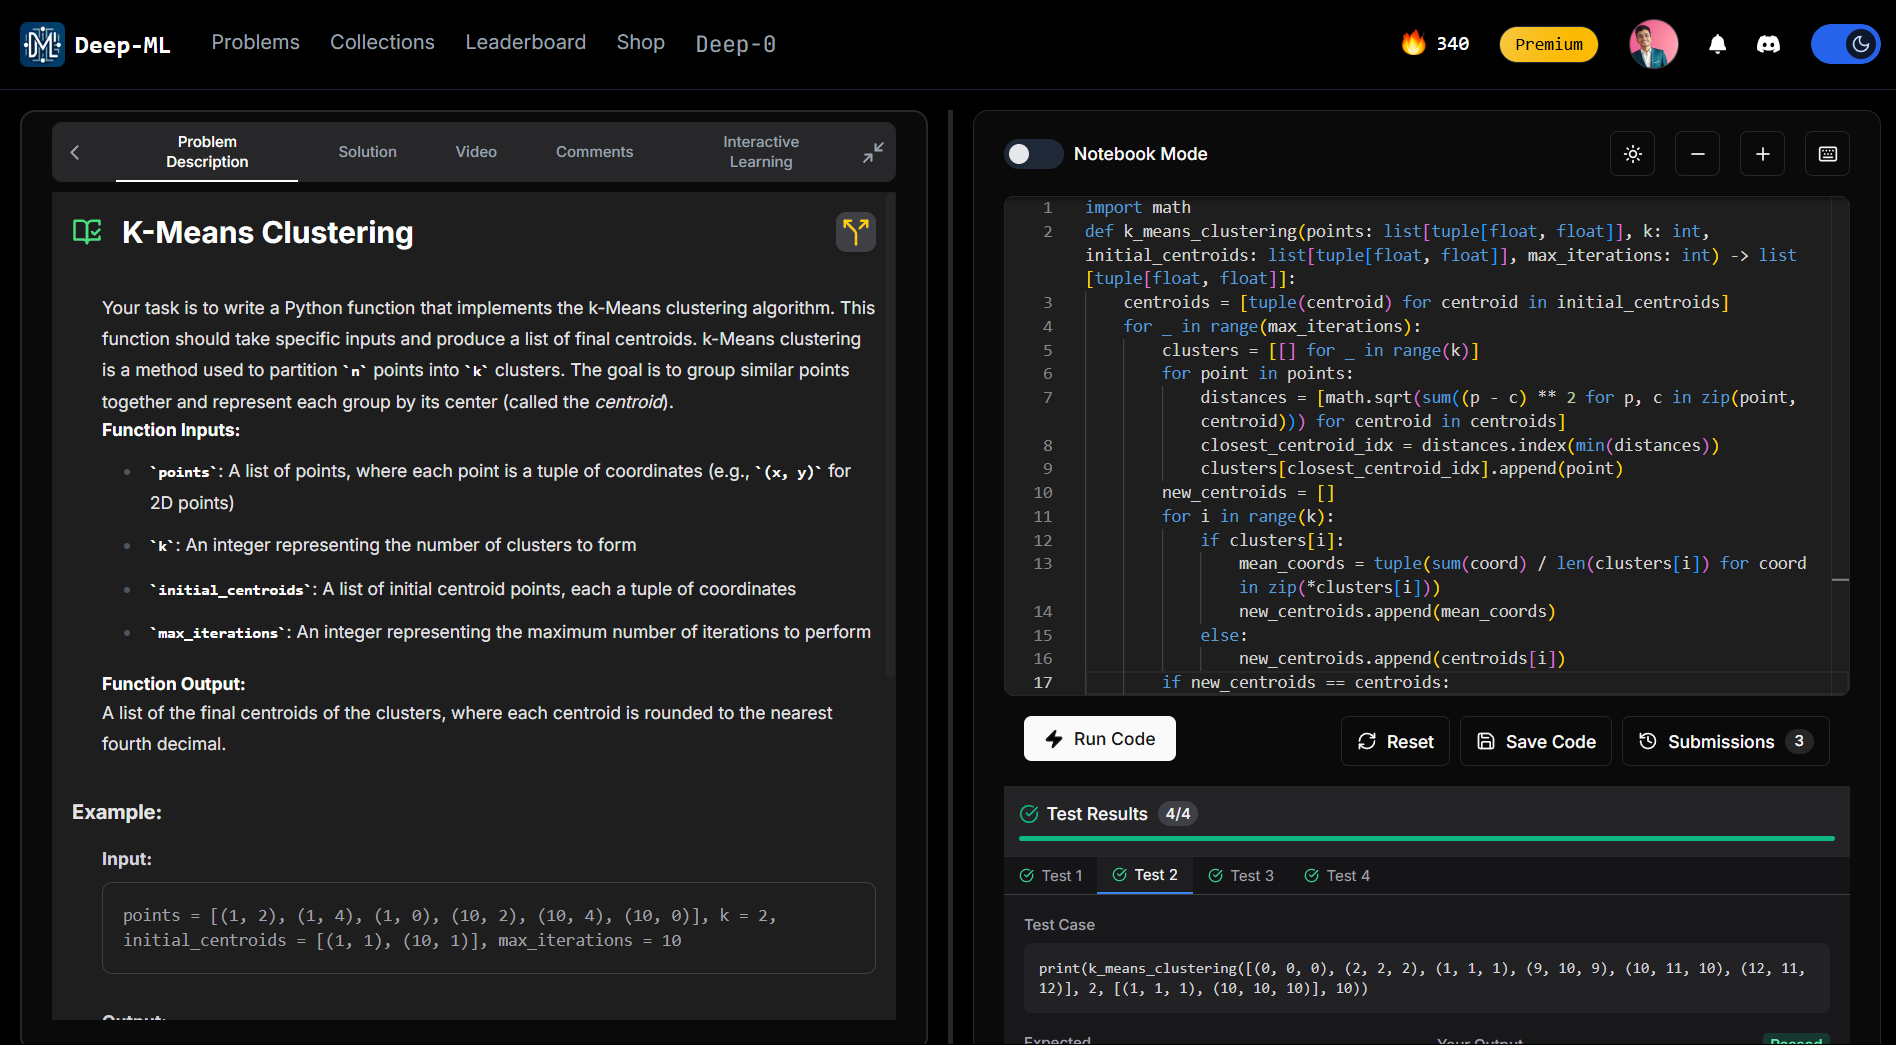 Deep-ML
Problems
Collections
Leaderboard
Shop
Deep-0
340
Premium
Problem
Description
Solution
Video
Comments
Interactive
Learning
K-Means Clustering
Your task is to write a Python function that implements the k-Means clustering algorithm. This
function should take specific inputs and produce a list of final centroids. k-Means clustering
is a method used to partition `n` points into `k` clusters. The goal is to group similar points
together and represent each group by its center (called the centroid).
Function Inputs:
• `points`: A list of points, where each point is a tuple of coordinates (e.g., `(x, y)` for
2D points)
• `k`: An integer representing the number of clusters to form
• `initial_centroids`: A list of initial centroid points, each a tuple of coordinates
• `max_iterations`: An integer representing the maximum number of iterations to perform
Function Output:
A list of the final centroids of the clusters, where each centroid is rounded to the nearest
fourth decimal.
Example:
Input:
points = [(1, 2), (1, 4), (1, 0), (10, 2), (10, 4), (10, 0)], k = 2,
initial_centroids = [(1, 1), (10, 1)], max_iterations = 10
Output:
Notebook Mode
1 import math
2 def k_means_clustering(points: list[tuple[float, float]], k: int,
initial_centroids: list[tuple[float, float]], max_iterations: int) -> list
[tuple[float, float]]:
3 centroids = [tuple(centroid) for centroid in initial_centroids]
4 for _ in range(max_iterations):
5 clusters = [[] for _ in range(k)]
6 for point in points:
7 distances = [math.sqrt(sum((p - c) ** 2 for p, c in zip(point,
centroid))) for centroid in centroids]
8 closest_centroid_idx = distances.index(min(distances))
9 clusters[closest_centroid_idx].append(point)
10 new_centroids = []
11 for i in range(k):
12 if clusters[i]:
13 mean_coords = tuple(sum(coord) / len(clusters[i]) for coord
in zip(*clusters[i]))
14 new_centroids.append(mean_coords)
15 else:
16 new_centroids.append(centroids[i])
17 if new_centroids == centroids:
Run Code
Reset
Save Code
Submissions 3
Test Results 4/4
Test 1
Test 2
Test 3
Test 4
Test Case
print(k_means_clustering([(0, 0, 0), (2, 2, 2), (1, 1, 1), (9, 10, 9), (10, 11, 10), (12, 11,
12)], 2, [(1, 1, 1), (10, 10, 10)], 10))
Expected
Your Output
Passed